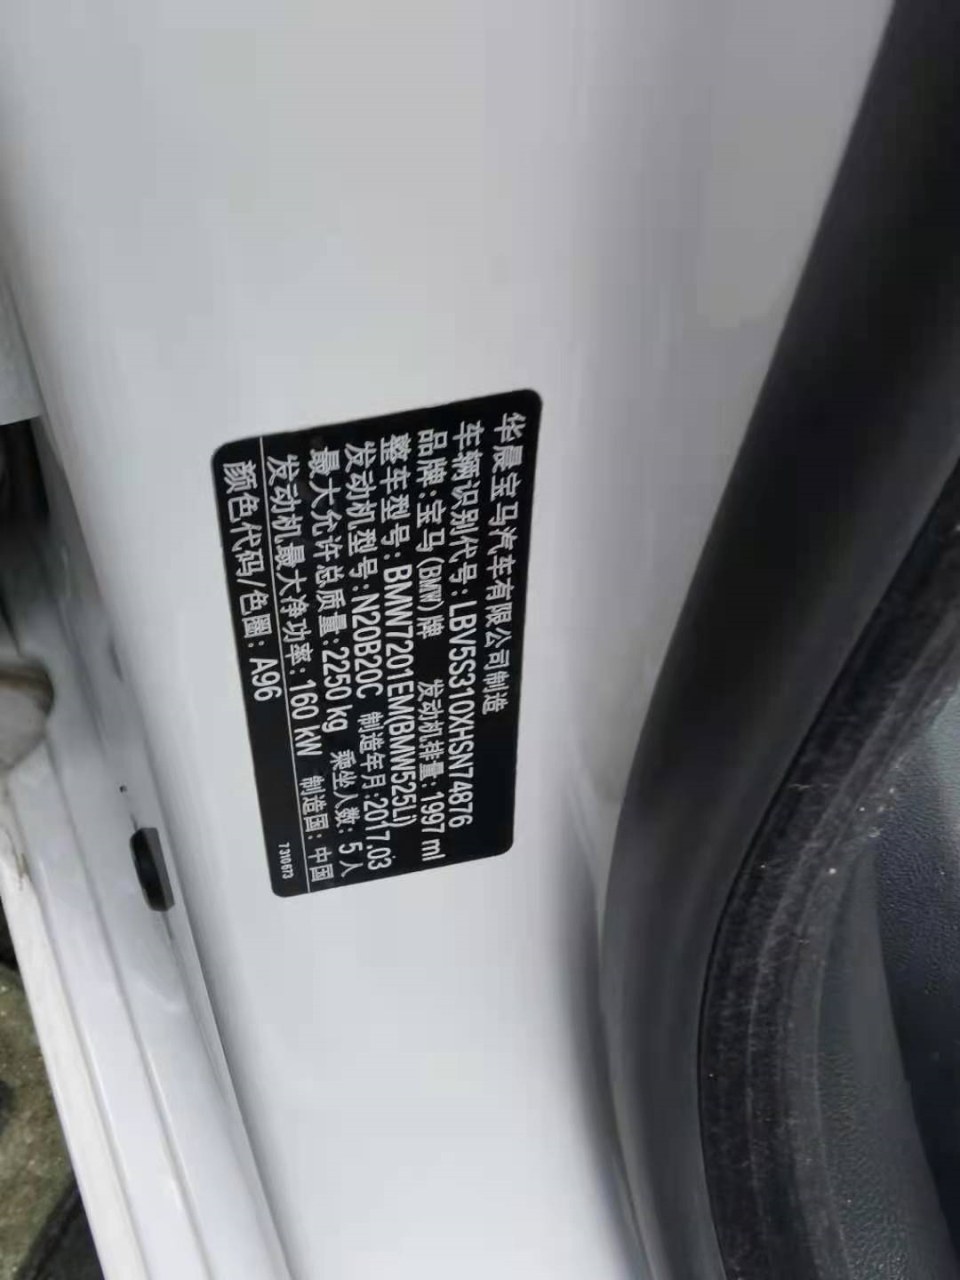 华晨宝马汽车有限公司制造
车辆识别代号:LBV5S310XHSN74876
品牌:宝马(BMW)牌 发动机排量:1997 ml
整车型号:BMW7201EM(BMW525Li)
发动机型号:N20B20C 制造年月:2017.03
最大允许总质量:2250 kg 乘坐人数:5人
发动机最大净功率:160 kW 制造国:中国
颜色代码/色圈:A96 7310673